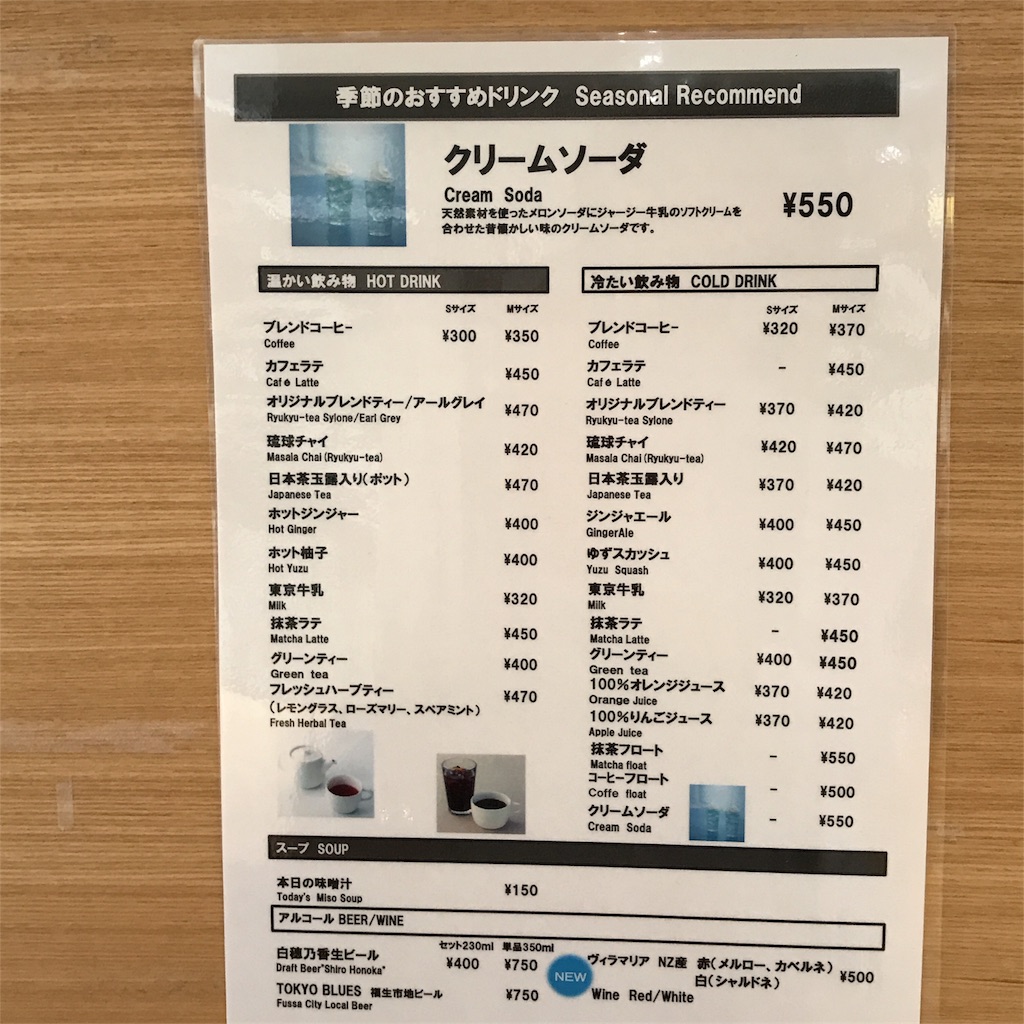 季節のおすすめドリンク Seasonal Recommend
クリームソーダ
Cream Soda
¥550
天然素材を使ったメロンソーダにジャージー牛乳のソフトクリームを
合わせた昔懐かしい味のクリームソーダです。
温かい飲み物 HOT DRINK
Sサイズ Mサイズ
ブレンドコーヒー ¥300 ¥350
Coffee
カフェラテ ¥450
Café Latte
オリジナルブレンドティー/アールグレイ ¥470
Ryukyu-tea Sylone/Earl Grey
琉球チャイ ¥420
Masala Chai(Ryukyu-tea)
日本茶玉露入り(ポット) ¥470
Japanese Tea
ホットジンジャー ¥400
Hot Ginger
ホット柚子 ¥400
Hot Yuzu
東京牛乳 ¥320
Milk
抹茶ラテ ¥450
Matcha Latte
グリーンティー ¥400
Green tea
フレッシュハーブティー ¥470
(レモングラス、ローズマリー、スペアミント)
Fresh Herbal Tea
冷たい飲み物 COLD DRINK
Sサイズ Mサイズ
ブレンドコーヒー ¥320 ¥370
Coffee
カフェラテ - ¥450
Café Latte
オリジナルブレンドティー ¥370 ¥420
Ryukyu-tea Sylone
琉球チャイ ¥420 ¥470
Masala Chai(Ryukyu-tea)
日本茶玉露入り ¥370 ¥420
Japanese Tea
ジンジャエール ¥400 ¥450
GingerAle
ゆずスカッシュ ¥400 ¥450
Yuzu Squash
東京牛乳 ¥320 ¥370
Milk
抹茶ラテ - ¥450
Matcha Latte
グリーンティー ¥400 ¥450
Green tea
100%オレンジジュース ¥370 ¥420
Orange Juice
100%りんごジュース ¥370 ¥420
Apple Juice
抹茶フロート - ¥550
Matcha float
コーヒーフロート - ¥500
Coffe float
クリームソーダ - ¥550
Cream Soda
スープ SOUP
本日の味噌汁 ¥150
Today's Miso Soup
アルコール BEER/WINE
セット230ml 単品350ml
白穂乃香生ビール ¥400 ¥750
Draft Beer"Shiro Honoka"
TOKYO BLUES 福生市地ビール ¥750
Fussa City Local Beer
NEW
ヴィラマリア NZ産 赤(メルロー、カベルネ) ¥500
白(シャルドネ)
Wine Red/White